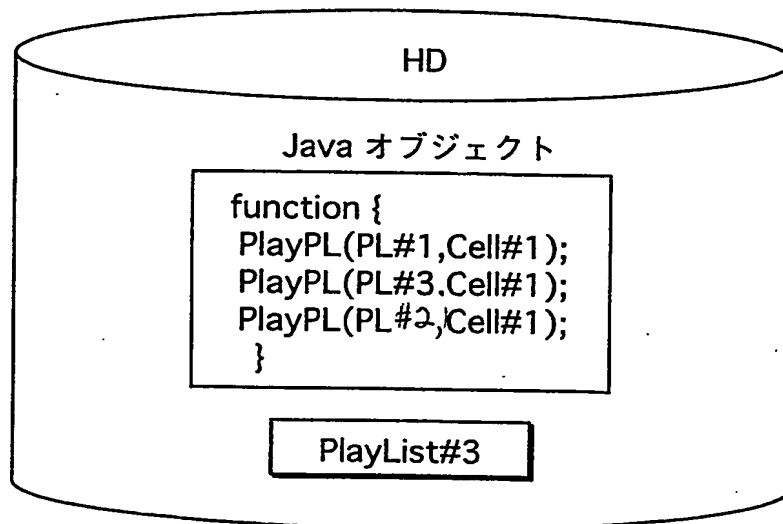 HD
Java オブジェクト
function {
PlayPL(PL#1,Cell#1);
PlayPL(PL#3.Cell#1);
PlayPL(PL#2,Cell#1);
}
PlayList#3